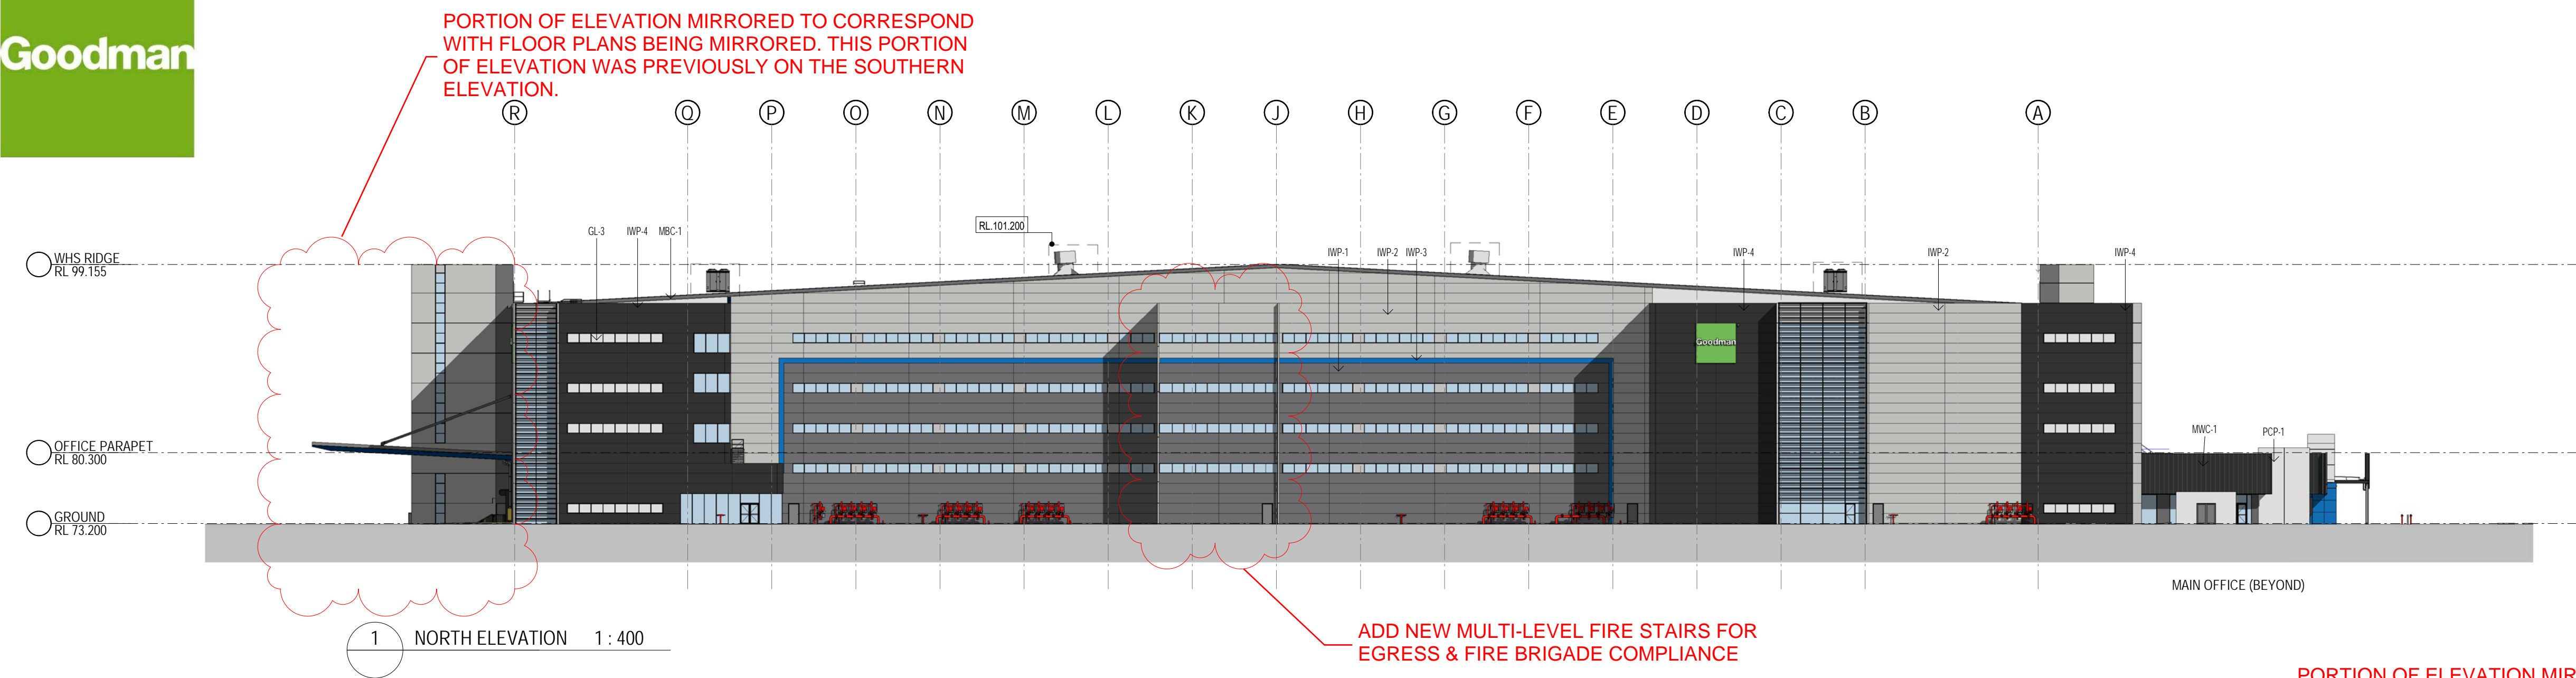 Goodman
PORTION OF ELEVATION MIRRORED TO CORRESPOND
WITH FLOOR PLANS BEING MIRRORED. THIS PORTION
OF ELEVATION WAS PREVIOUSLY ON THE SOUTHERN
ELEVATION.
R Q P O N M L K J H G F E D C B A
RL.101.200
GL-3 IWP-4 MBC-1
IWP-1 IWP-2 IWP-3 IWP-4 IWP-2 IWP-4
WHS RIDGE
RL 99.155
Goodman
OFFICE PARAPET
RL 80.300
MWC-1 PCP-1
GROUND
RL 73.200
MAIN OFFICE (BEYOND)
1 NORTH ELEVATION 1 : 400
ADD NEW MULTI-LEVEL FIRE STAIRS FOR
EGRESS & FIRE BRIGADE COMPLIANCE
PORTION OF ELEVATION MIR